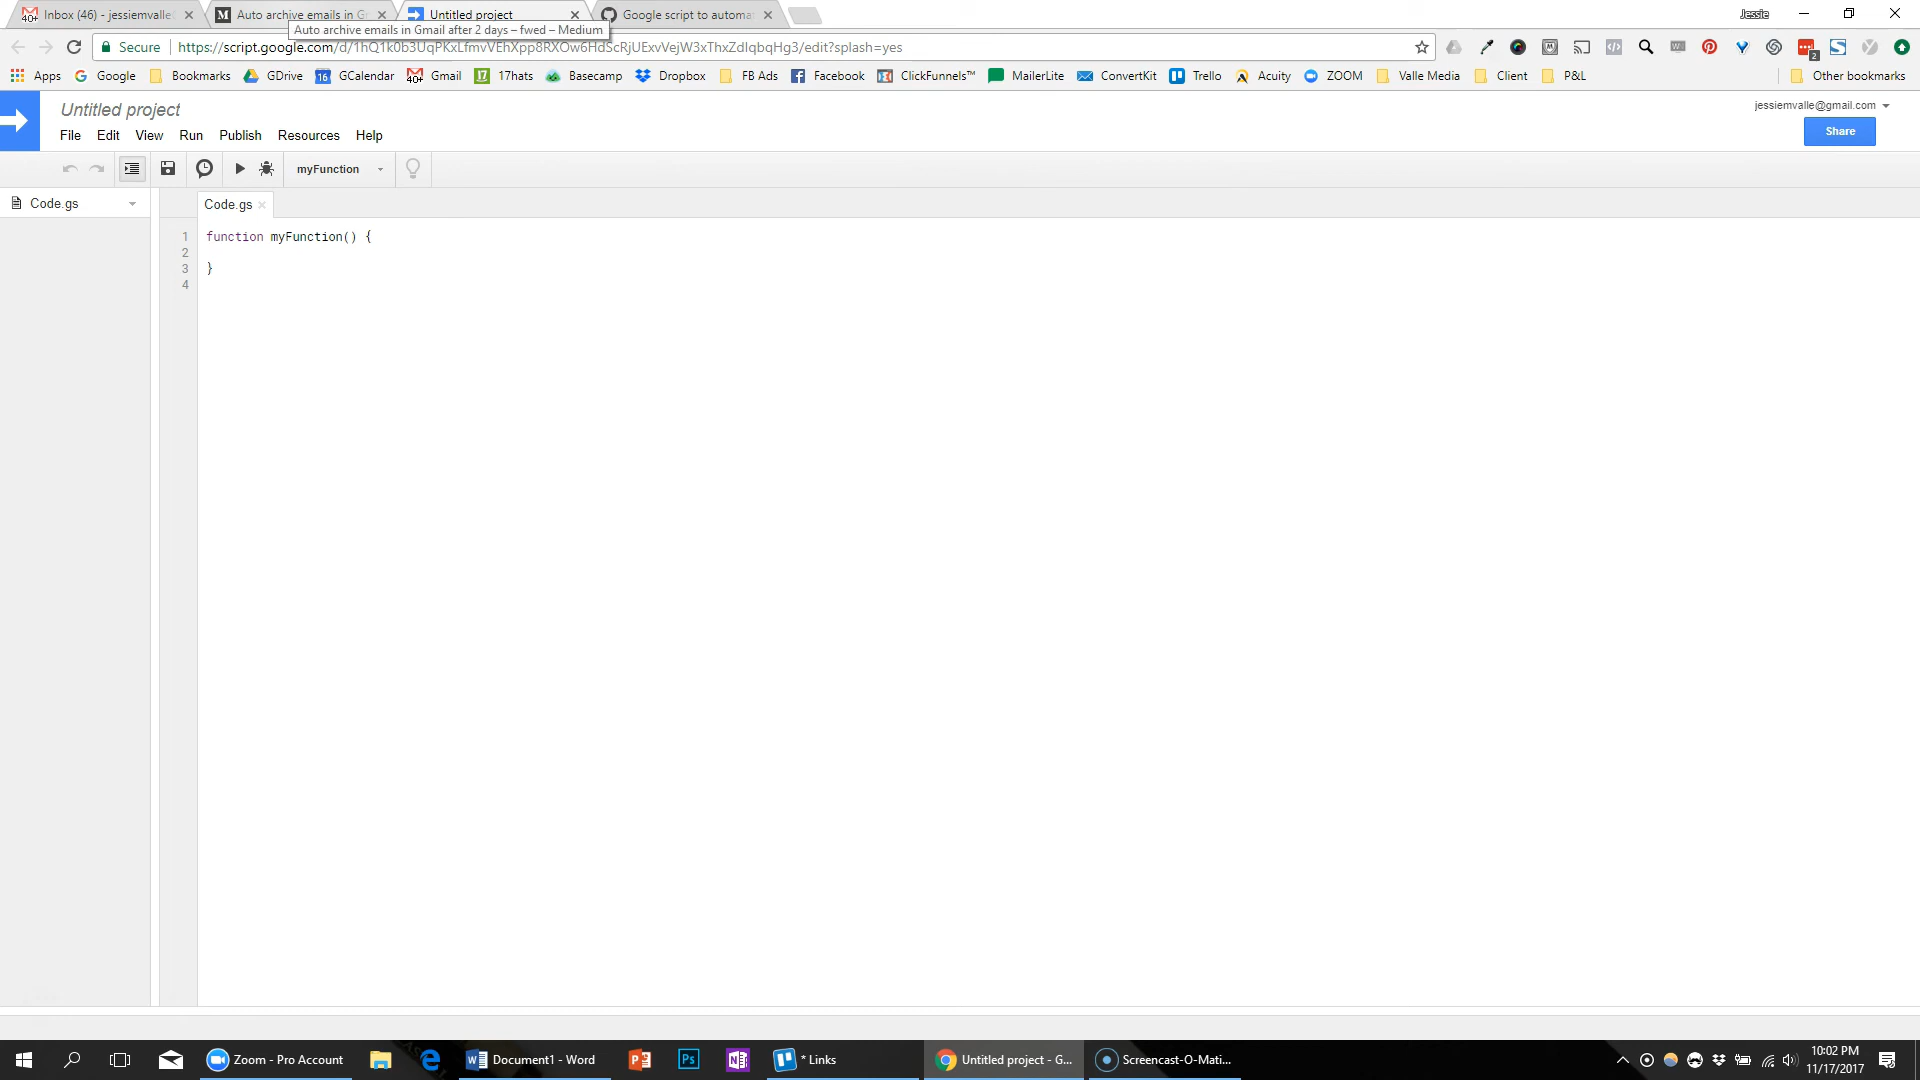 Inbox (46) - jessiemvalle
Auto archive emails in G
Untitled project
Google script to automa
Jessie
Auto archive emails in Gmail after 2 days – fwed – Medium
Secure
https://script.google.com/d/1hQ1k0b3UqPKxLfmvVEhXpp8RXOw6HdScRjUExvVejW3xThxZdIqbqHg3/edit?splash=yes
Apps
Google
Bookmarks
GDrive
GCalendar
Gmail
17hats
Basecamp
Dropbox
FB Ads
Facebook
ClickFunnels™
MailerLite
ConvertKit
Trello
Acuity
ZOOM
Valle Media
Client
P&L
Other bookmarks
Untitled project
jessiemvalle@gmail.com
File Edit View Run Publish Resources Help
Share
myFunction
Code.gs
Code.gs
1 function myFunction() {
2
3 }
4
Zoom - Pro Account
Document1 - Word
* Links
Untitled project - G...
Screencast-O-Mati...
10:02 PM
11/17/2017